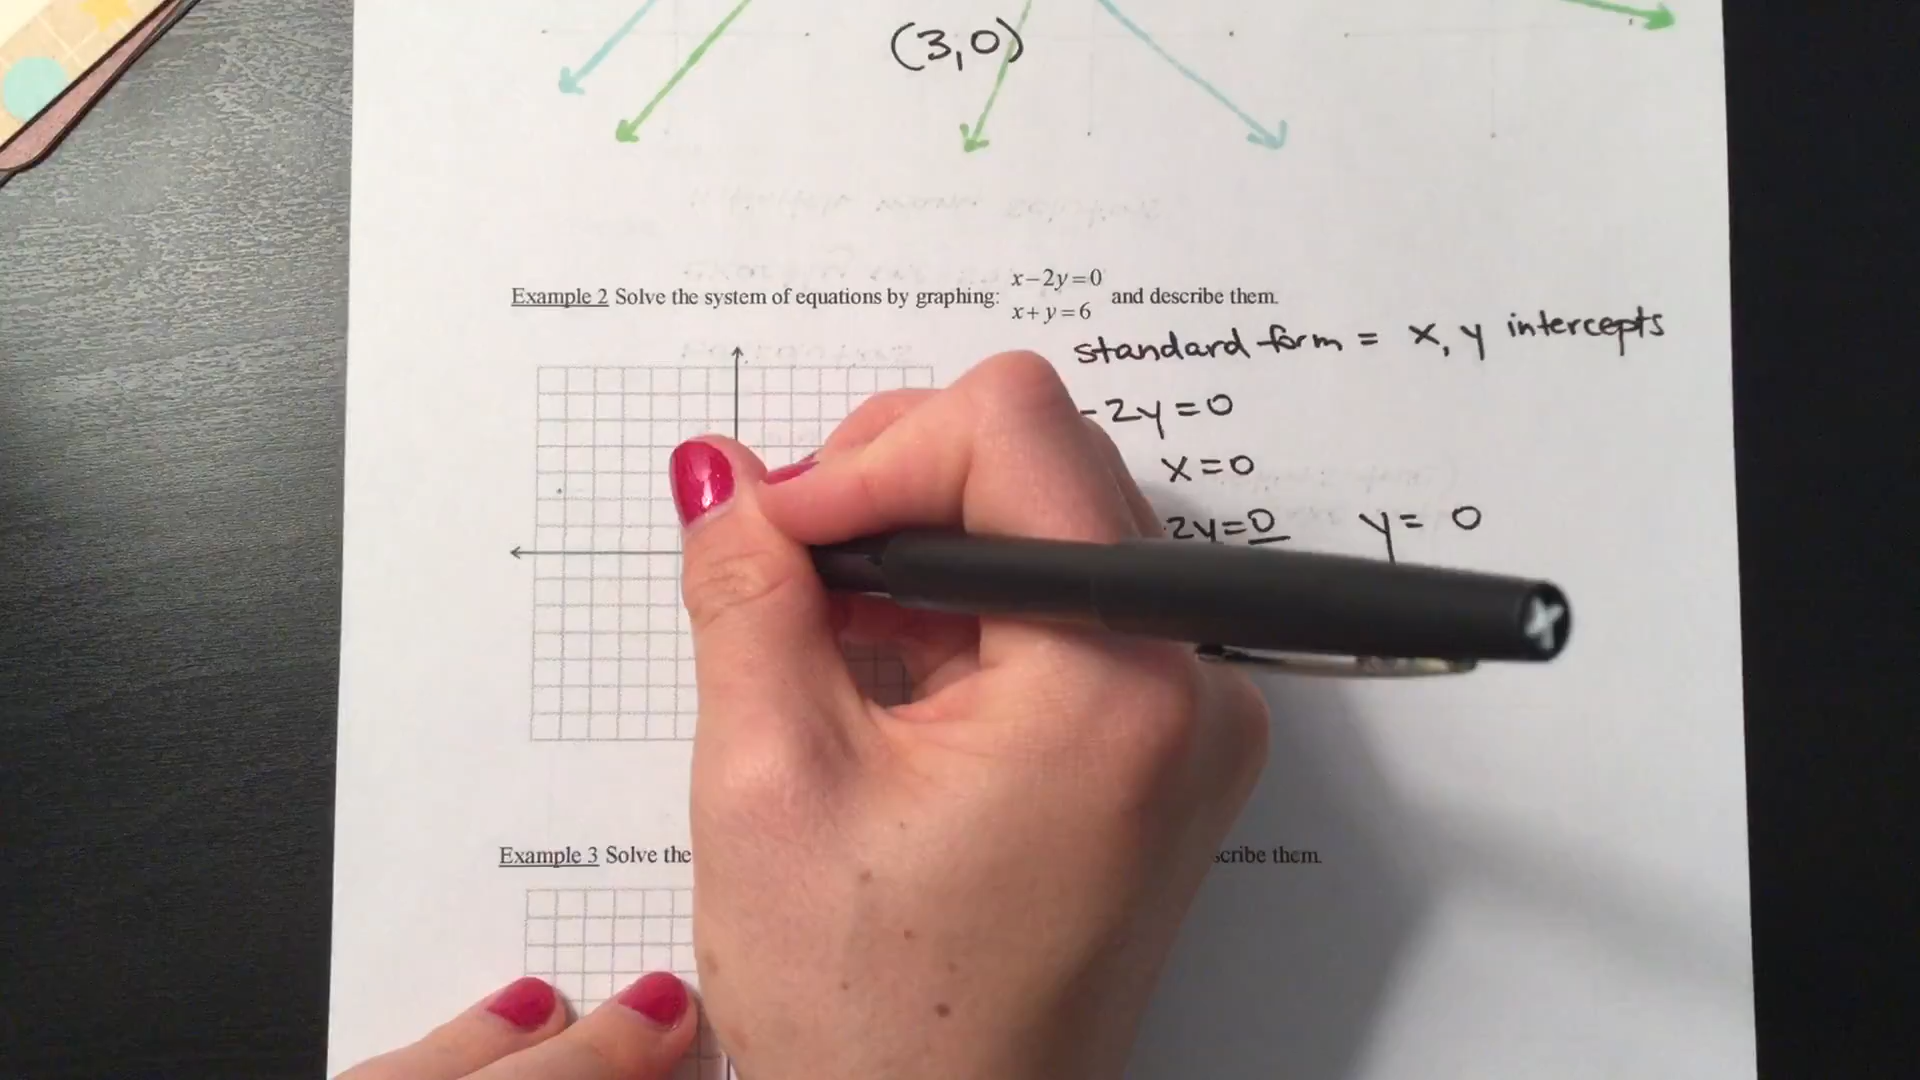 (3,0)
Example 2 Solve the system of equations by graphing: x−2y=0
x+y=6 and describe them.
standard form = x, y intercepts
-2y=0
x=0
2y=0 y= 0
Example 3 Solve the
scribe them.